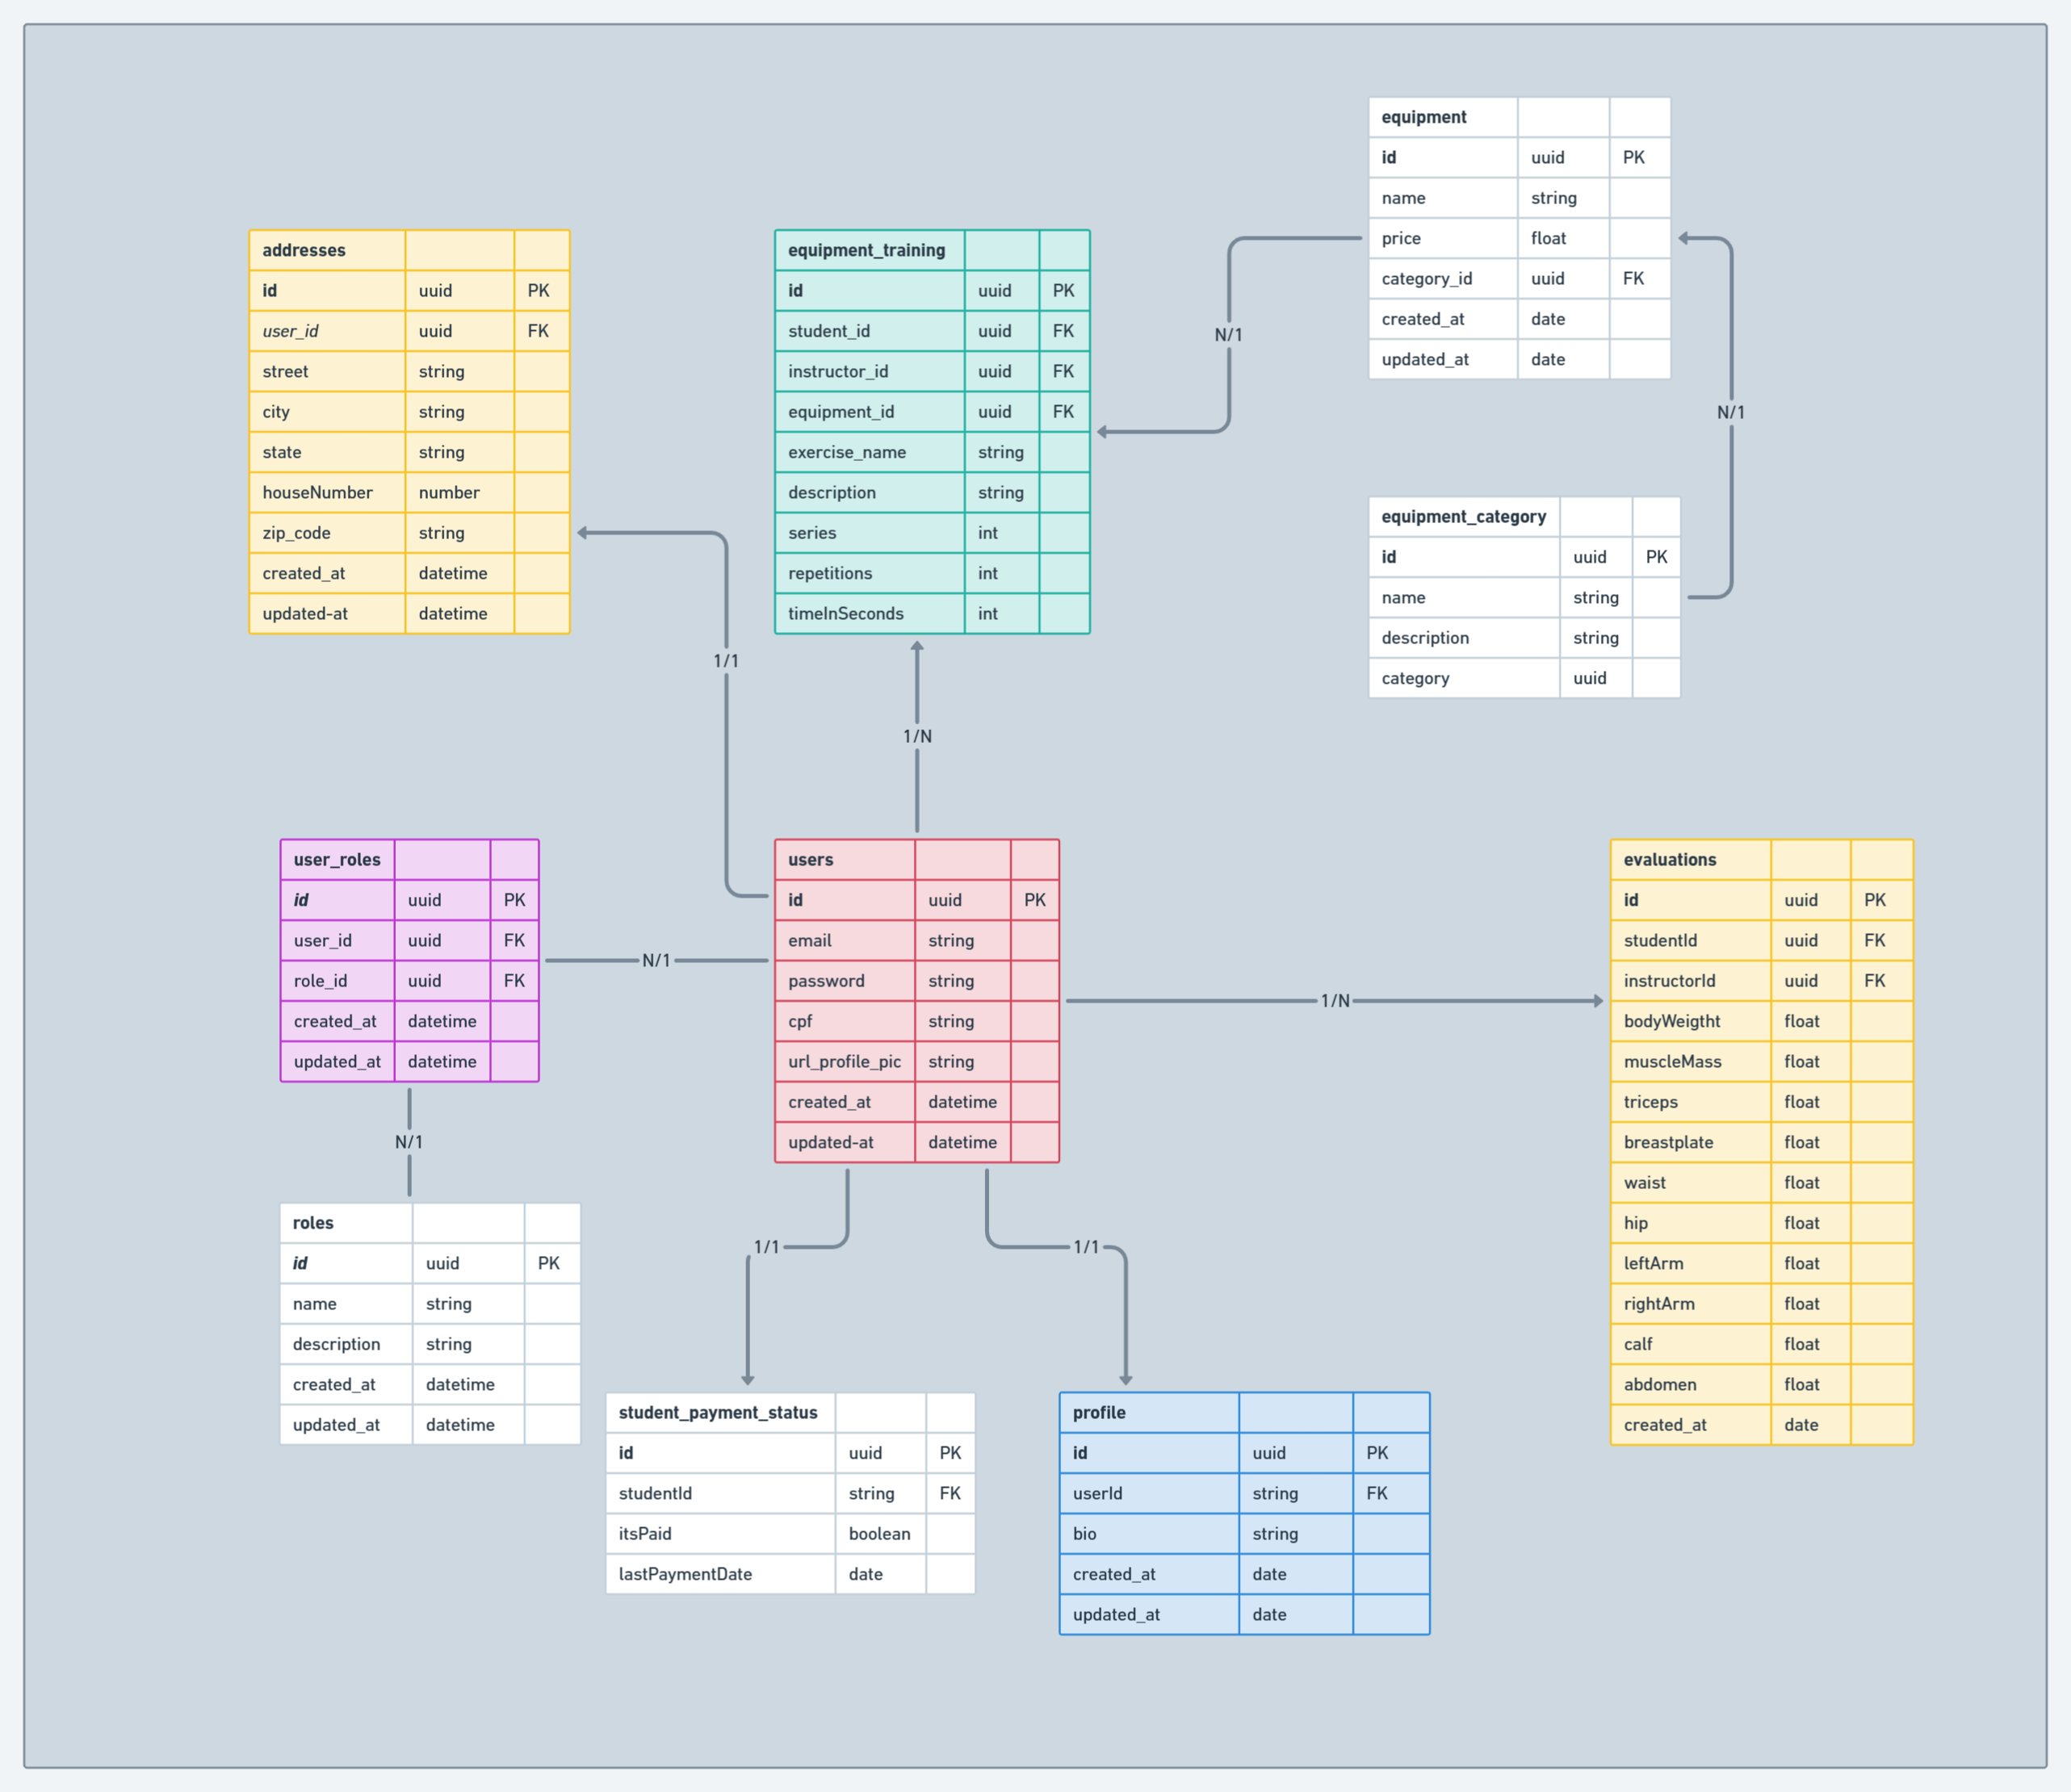 equipment
id uuid PK
name string
price float
category_id uuid FK
created_at date
updated_at date
addresses
id uuid PK
user_id uuid FK
street string
city string
state string
houseNumber number
zip_code string
created_at datetime
updated-at datetime
equipment_training
id uuid PK
student_id uuid FK
instructor_id uuid FK
equipment_id uuid FK
exercise_name string
description string
series int
repetitions int
timeInSeconds int
N/1
N/1
equipment_category
id uuid PK
name string
description string
category uuid
1/1
1/N
user_roles
id uuid PK
user_id uuid FK
role_id uuid FK
created_at datetime
updated_at datetime
N/1
users
id uuid PK
email string
password string
cpf string
url_profile_pic string
created_at datetime
updated-at datetime
1/N
evaluations
id uuid PK
studentId uuid FK
instructorId uuid FK
bodyWeigtht float
muscleMass float
triceps float
breastplate float
waist float
hip float
leftArm float
rightArm float
calf float
abdomen float
created_at date
N/1
roles
id uuid PK
name string
description string
created_at datetime
updated_at datetime
1/1
1/1
student_payment_status
id uuid PK
studentId string FK
itsPaid boolean
lastPaymentDate date
profile
id uuid PK
userId string FK
bio string
created_at date
updated_at date